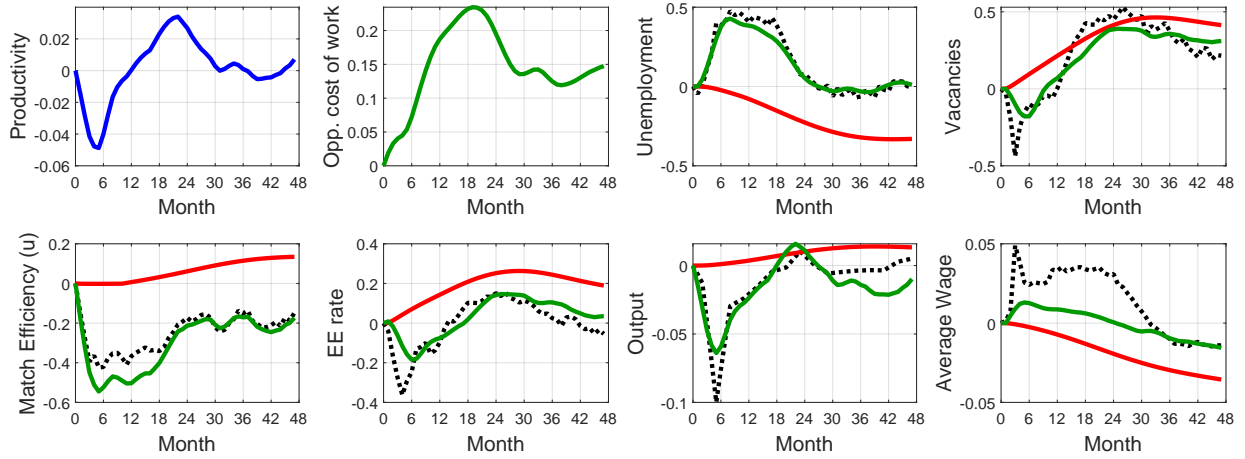 Productivity
0.04
0.02
0
-0.02
-0.04
-0.06
0 6 12 18 24 30 36 42 48
Month
Opp. cost of work
0.2
0.15
0.1
0.05
0
0 6 12 18 24 30 36 42 48
Month
Unemployment
0.5
0
-0.5
0 6 12 18 24 30 36 42 48
Month
Vacancies
0.5
0
0.5
0 6 12 18 24 30 36 42 48
Month
Match Efficiency (u)
0.2
0
-0.2
-0.4
-0.6
0 6 12 18 24 30 36 42 48
Month
EE rate
0.4
0.2
0
-0.2
-0.4
0 6 12 18 24 30 36 42 48
Month
Output
0
-0.05
-0.1
0 6 12 18 24 30 36 42 48
Month
Average Wage
0.05
0
-0.05
0 6 12 18 24 30 36 42 48
Month